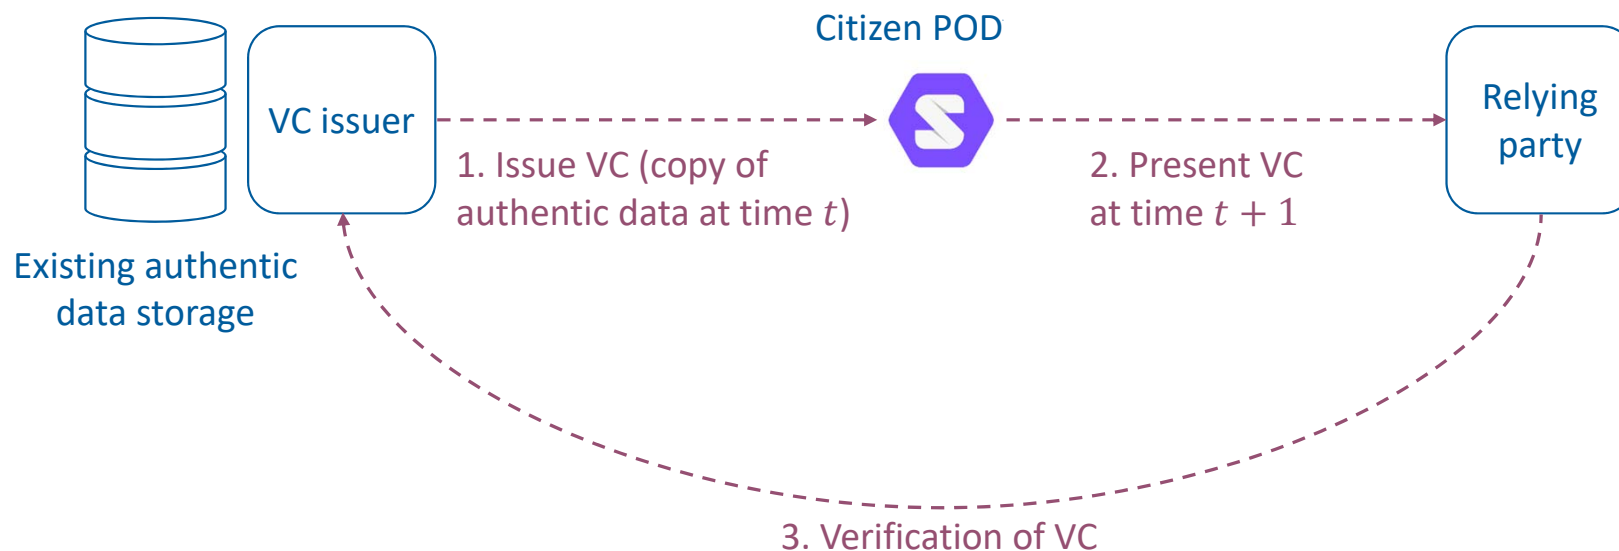 Citizen POD
VC issuer
Relying
party
1. Issue VC (copy of
authentic data at time t)
2. Present VC
at time t + 1
Existing authentic
data storage
3. Verification of VC